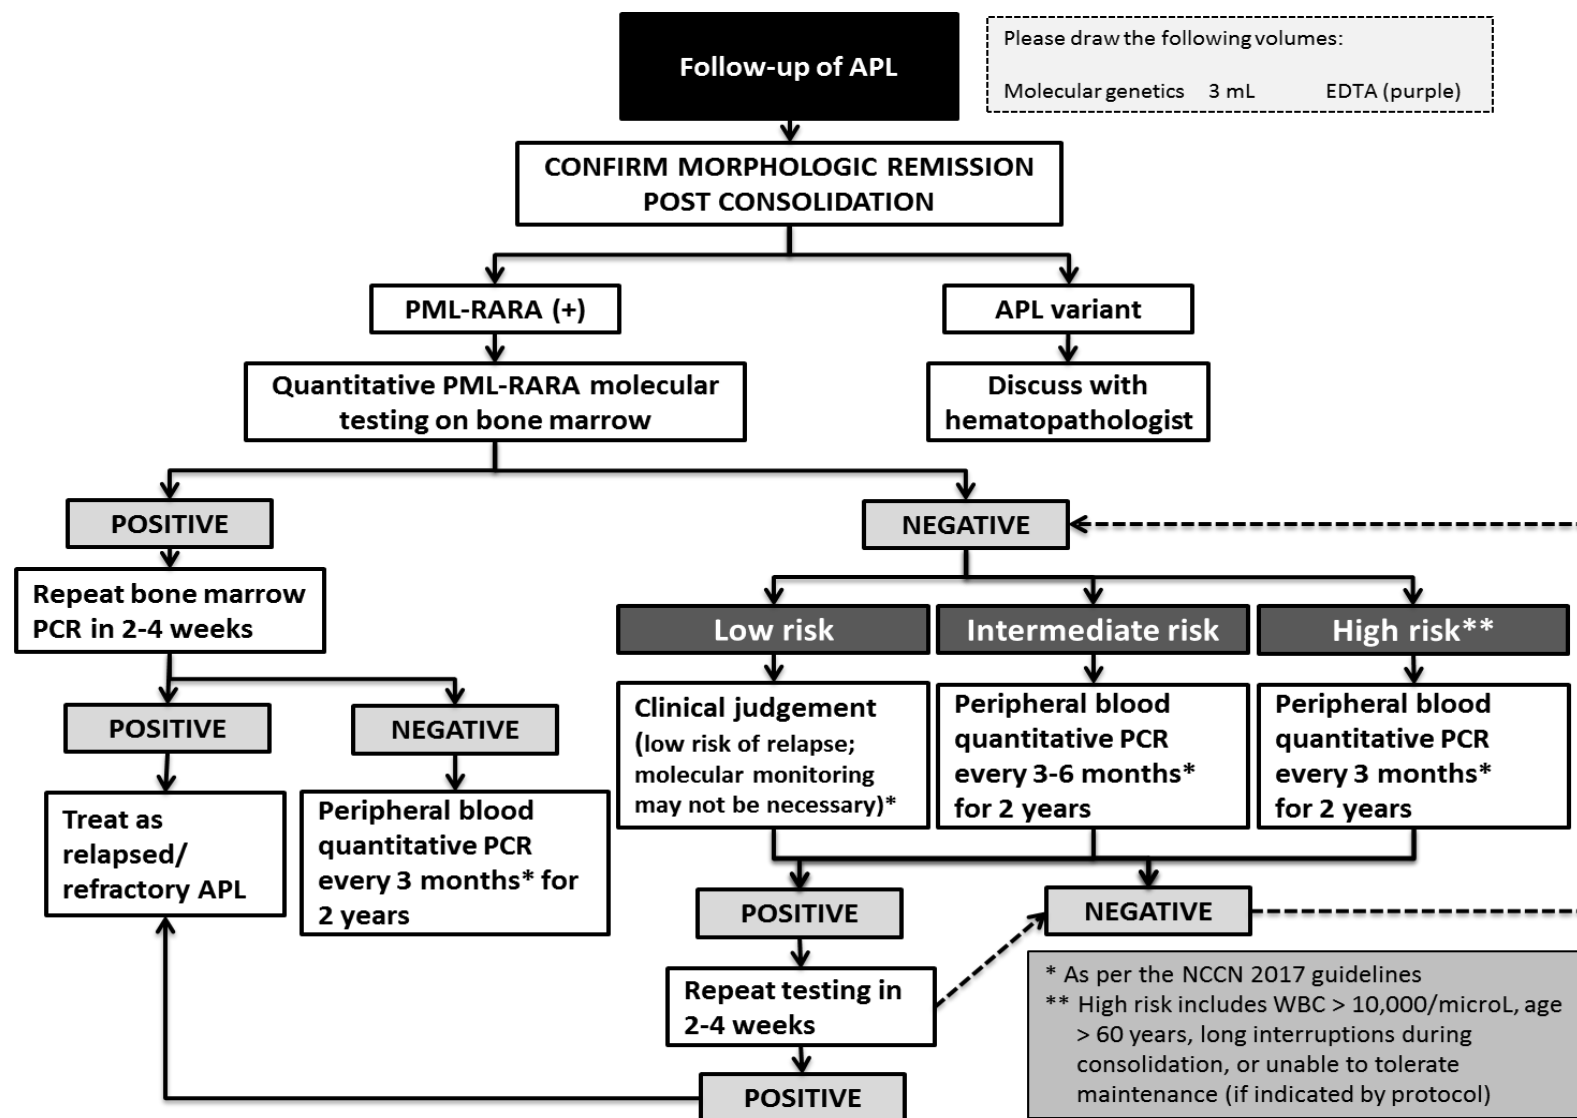 Follow-up of APL
Please draw the following volumes:
Molecular genetics 3 mL EDTA (purple)
CONFIRM MORPHOLOGIC REMISSION
POST CONSOLIDATION
PML-RARA (+)
APL variant
Quantitative PML-RARA molecular
testing on bone marrow
Discuss with
hematopathologist
POSITIVE
NEGATIVE
Repeat bone marrow
PCR in 2-4 weeks
POSITIVE
NEGATIVE
Treat as
relapsed/
refractory APL
Peripheral blood
quantitative PCR
every 3 months* for
2 years
Low risk
Intermediate risk
High risk**
Clinical judgement
(low risk of relapse;
molecular monitoring
may not be necessary)*
Peripheral blood
quantitative PCR
every 3-6 months*
for 2 years
Peripheral blood
quantitative PCR
every 3 months*
for 2 years
POSITIVE
NEGATIVE
Repeat testing in
2-4 weeks
POSITIVE
* As per the NCCN 2017 guidelines
** High risk includes WBC > 10,000/microL, age
> 60 years, long interruptions during
consolidation, or unable to tolerate
maintenance (if indicated by protocol)